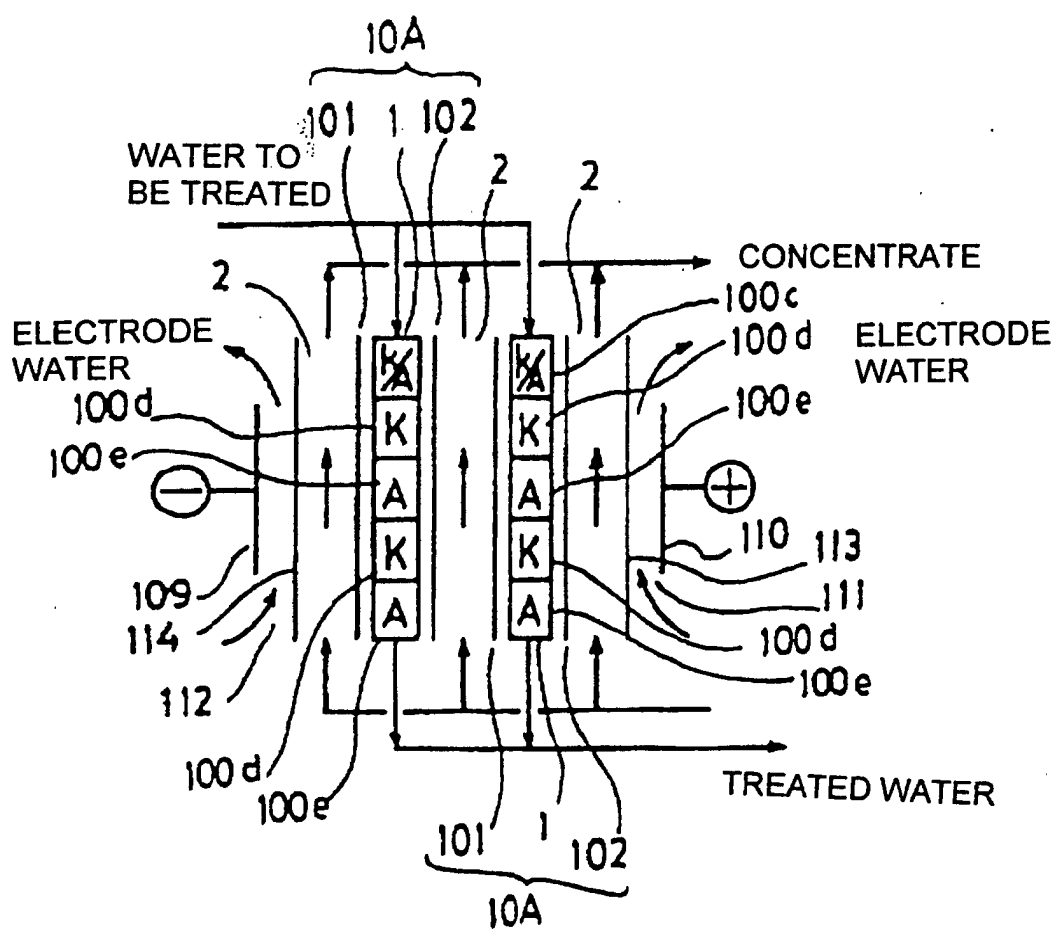 10A
101 1 102
WATER TO
BE TREATED
2 2
CONCENTRATE
2
100c
ELECTRODE
WATER
100d
ELECTRODE
WATER
K/A K/A
100d
K K
100e
100e
A A
− +
K K
110
113
109
111
114
A A
100d
112
100e
100d
100e
TREATED WATER
101 1 102
10A